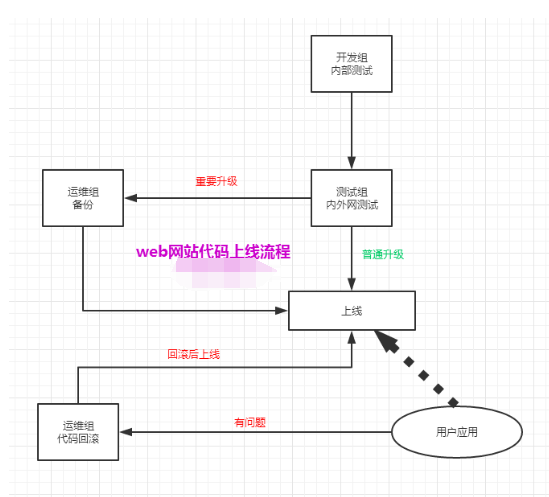 开发组
内部测试
重要升级
运维组
备份
测试组
内外网测试
web网站代码上线流程
普通升级
上线
回滚后上线
运维组
代码回滚
有问题
用户应用